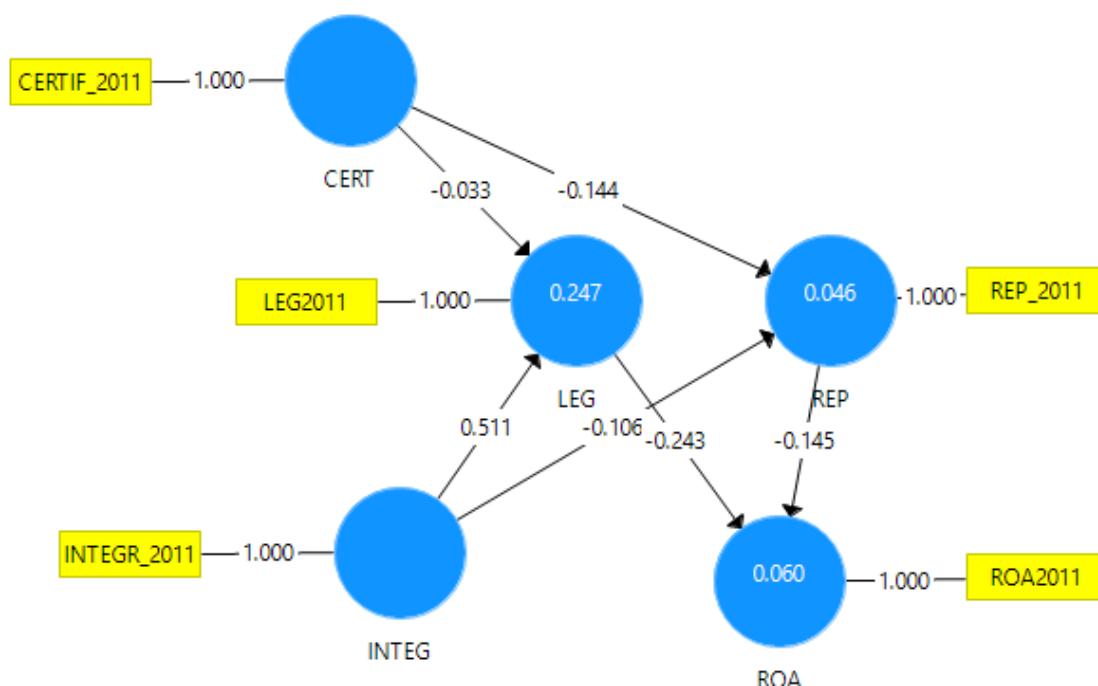 CERTIF_2011
1.000
CERT
-0.033
-0.144
LEG2011
1.000
0.247
LEG
0.046
REP
1.000
REP_2011
0.511
-0.106
-0.243
-0.145
INTEGR_2011
1.000
INTEG
0.060
ROA
1.000
ROA2011